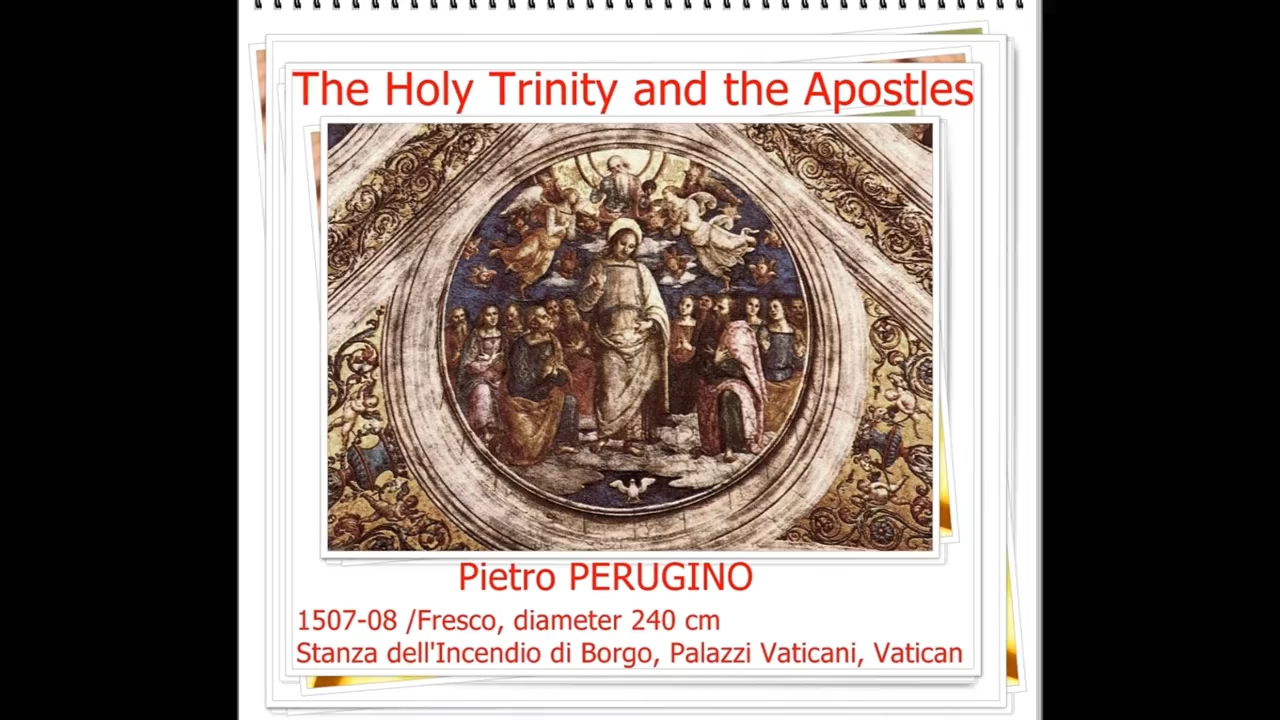 The Holy Trinity and the Apostles
Pietro PERUGINO
1507-08 /Fresco, diameter 240 cm
Stanza dell'Incendio di Borgo, Palazzi Vaticani, Vatican